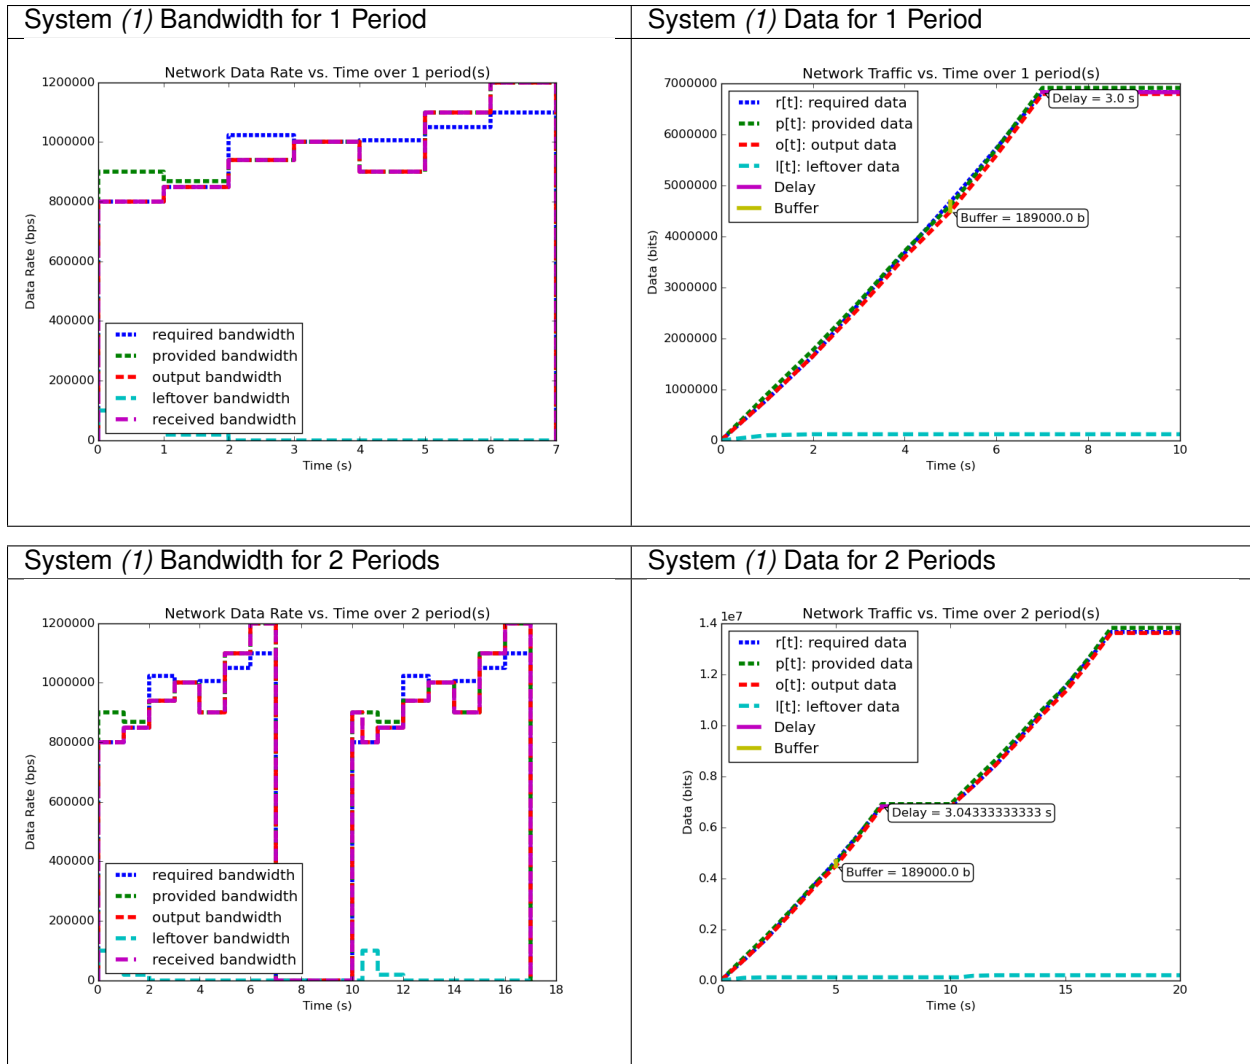 System (1) Bandwidth for 1 Period
Network Data Rate vs. Time over 1 period(s)
1200000
1000000
800000
600000
400000
200000
0
Data Rate (bps)
required bandwidth
provided bandwidth
output bandwidth
leftover bandwidth
received bandwidth
0 1 2 3 4 5 6 7
Time (s)
System (1) Data for 1 Period
Network Traffic vs. Time over 1 period(s)
7000000
6000000
5000000
4000000
3000000
2000000
1000000
0
Data (bits)
r[t]: required data
p[t]: provided data
o[t]: output data
l[t]: leftover data
Delay
Buffer
Delay = 3.0 s
Buffer = 189000.0 b
0 2 4 6 8 10
Time (s)
System (1) Bandwidth for 2 Periods
Network Data Rate vs. Time over 2 period(s)
1200000
1000000
800000
600000
400000
200000
0
Data Rate (bps)
required bandwidth
provided bandwidth
output bandwidth
leftover bandwidth
received bandwidth
0 2 4 6 8 10 12 14 16 18
Time (s)
System (1) Data for 2 Periods
Network Traffic vs. Time over 2 period(s)
1e7
1.4
1.2
1.0
0.8
0.6
0.4
0.2
0.0
Data (bits)
r[t]: required data
p[t]: provided data
o[t]: output data
l[t]: leftover data
Delay
Buffer
Delay = 3.04333333333 s
Buffer = 189000.0 b
0 5 10 15 20
Time (s)